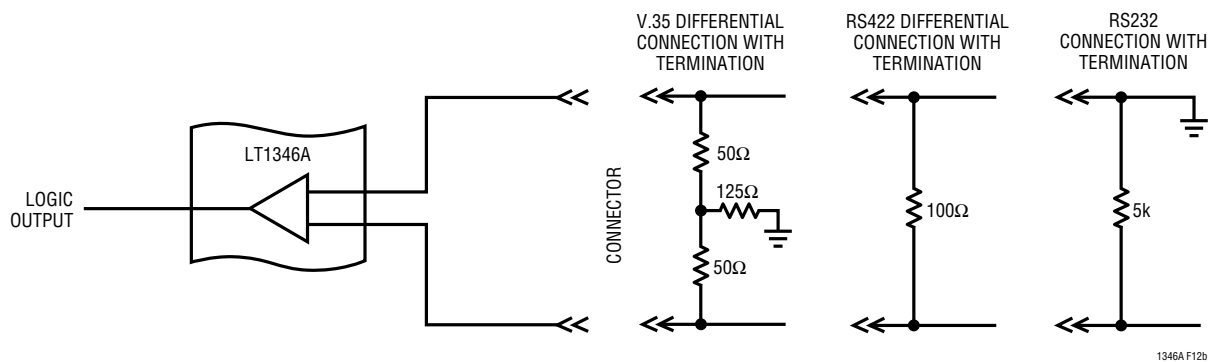 V.35 DIFFERENTIAL
CONNECTION WITH
TERMINATION
RS422 DIFFERENTIAL
CONNECTION WITH
TERMINATION
RS232
CONNECTION WITH
TERMINATION
LT1346A
LOGIC
OUTPUT
CONNECTOR
50Ω
125Ω
50Ω
100Ω
5k
1346A F12b